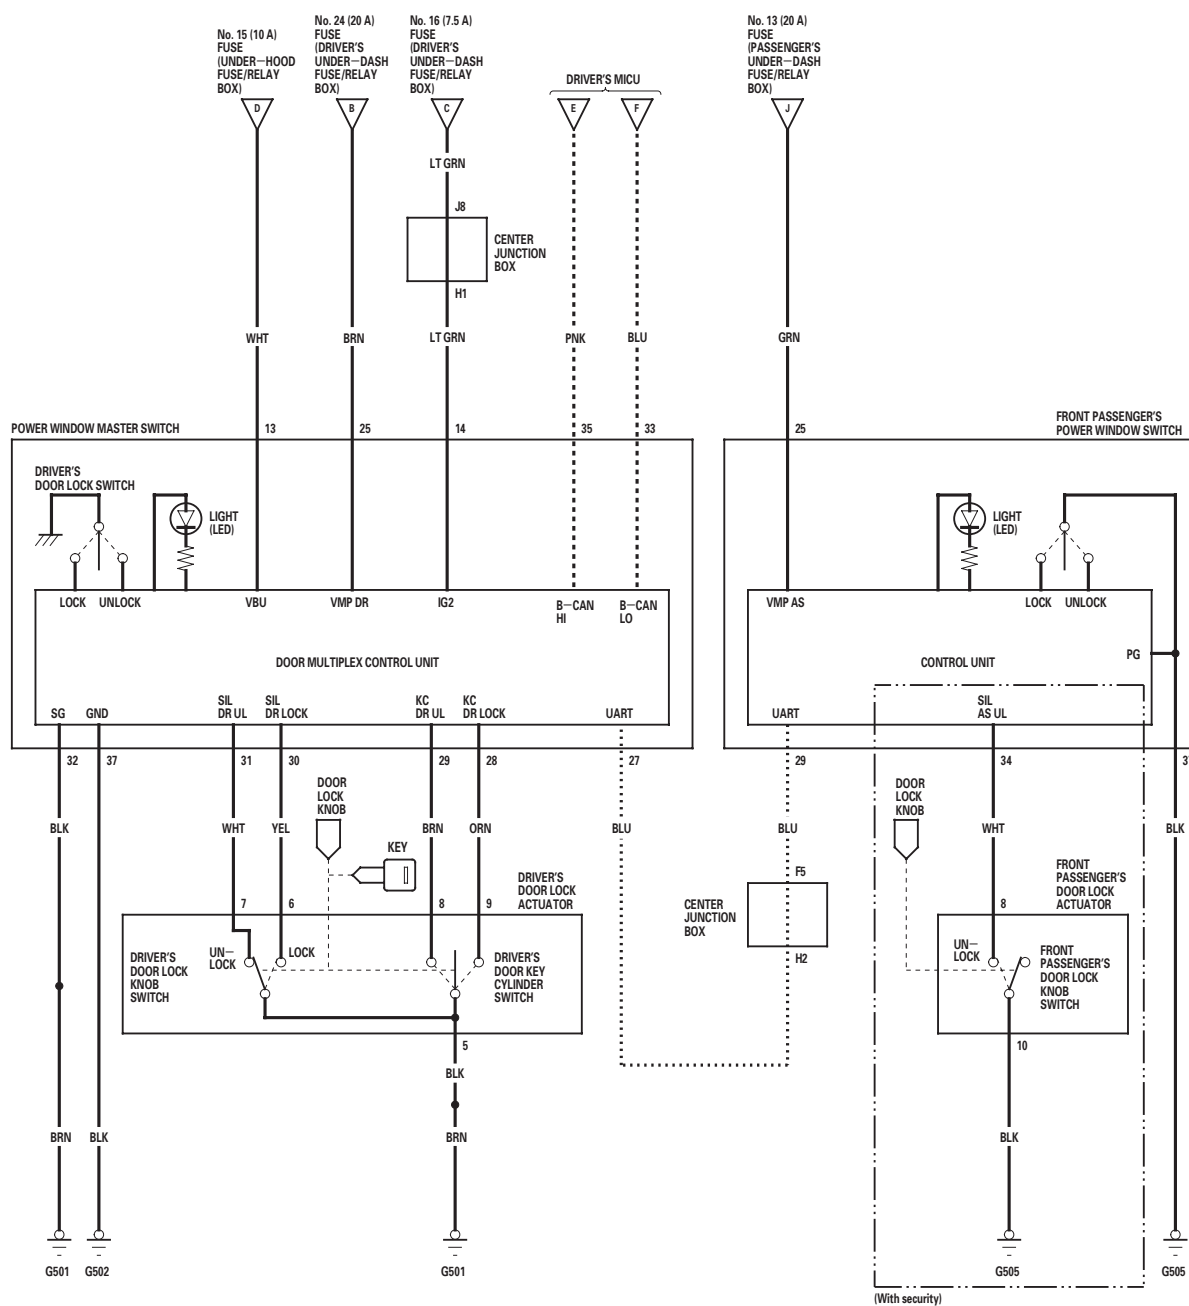 No. 15 (10 A)
FUSE
(UNDER—HOOD
FUSE/RELAY
BOX)
No. 24 (20 A)
FUSE
(DRIVER'S
UNDER—DASH
FUSE/RELAY
BOX)
No. 16 (7.5 A)
FUSE
(DRIVER'S
UNDER—DASH
FUSE/RELAY
BOX)
DRIVER'S MICU
No. 13 (20 A)
FUSE
(PASSENGER'S
UNDER—DASH
FUSE/RELAY
BOX)
D
B
C
E
F
J
LT GRN
J8
CENTER
JUNCTION
BOX
H1
WHT
BRN
LT GRN
PNK
BLU
GRN
POWER WINDOW MASTER SWITCH
13
25
14
35
33
25
FRONT PASSENGER'S
POWER WINDOW SWITCH
DRIVER'S
DOOR LOCK SWITCH
LIGHT
(LED)
LIGHT
(LED)
LOCK
UNLOCK
VBU
VMP DR
IG2
B—CAN
HI
B—CAN
LO
VMP AS
LOCK
UNLOCK
DOOR MULTIPLEX CONTROL UNIT
CONTROL UNIT
PG
SG
GND
SIL
DR UL
SIL
DR LOCK
KC
DR UL
KC
DR LOCK
UART
UART
SIL
AS UL
32
37
31
30
29
28
27
29
34
3
DOOR
LOCK
KNOB
DOOR
LOCK
KNOB
BLK
WHT
YEL
BRN
ORN
BLU
BLU
WHT
BLK
KEY
DRIVER'S
DOOR LOCK
ACTUATOR
F5
FRONT
PASSENGER'S
DOOR LOCK
ACTUATOR
7
6
8
9
8
CENTER
JUNCTION
BOX
DRIVER'S
DOOR LOCK
KNOB
SWITCH
UN—
LOCK
LOCK
DRIVER'S
DOOR KEY
CYLINDER
SWITCH
H2
UN—
LOCK
FRONT
PASSENGER'S
DOOR LOCK
KNOB
SWITCH
5
10
BLK
BRN
BLK
BRN
BLK
G501
G502
G501
G505
G505
(With security)